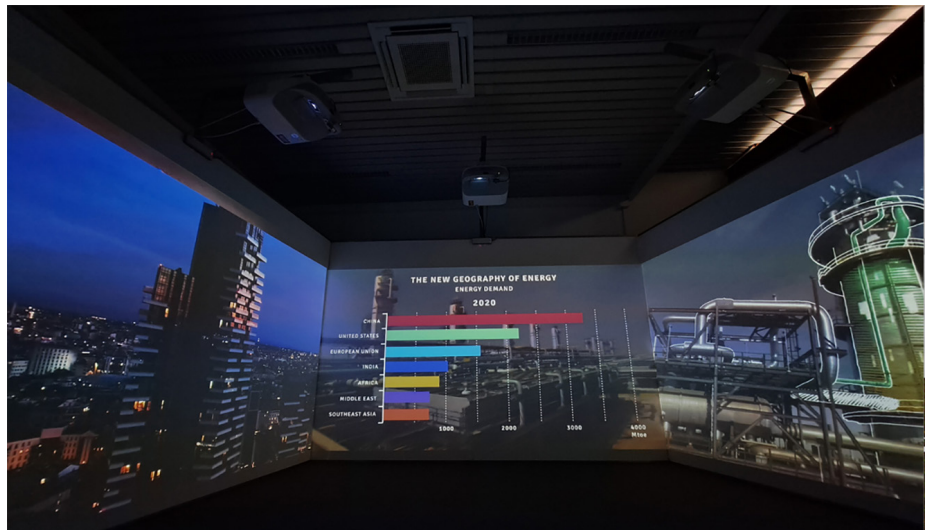 THE NEW GEOGRAPHY OF ENERGY
ENERGY DEMAND
2020
CHINA
UNITED STATES
EUROPEAN UNION
INDIA
AFRICA
MIDDLE EAST
SOUTHEAST ASIA
1000 2000 3000 4000
Mtoe